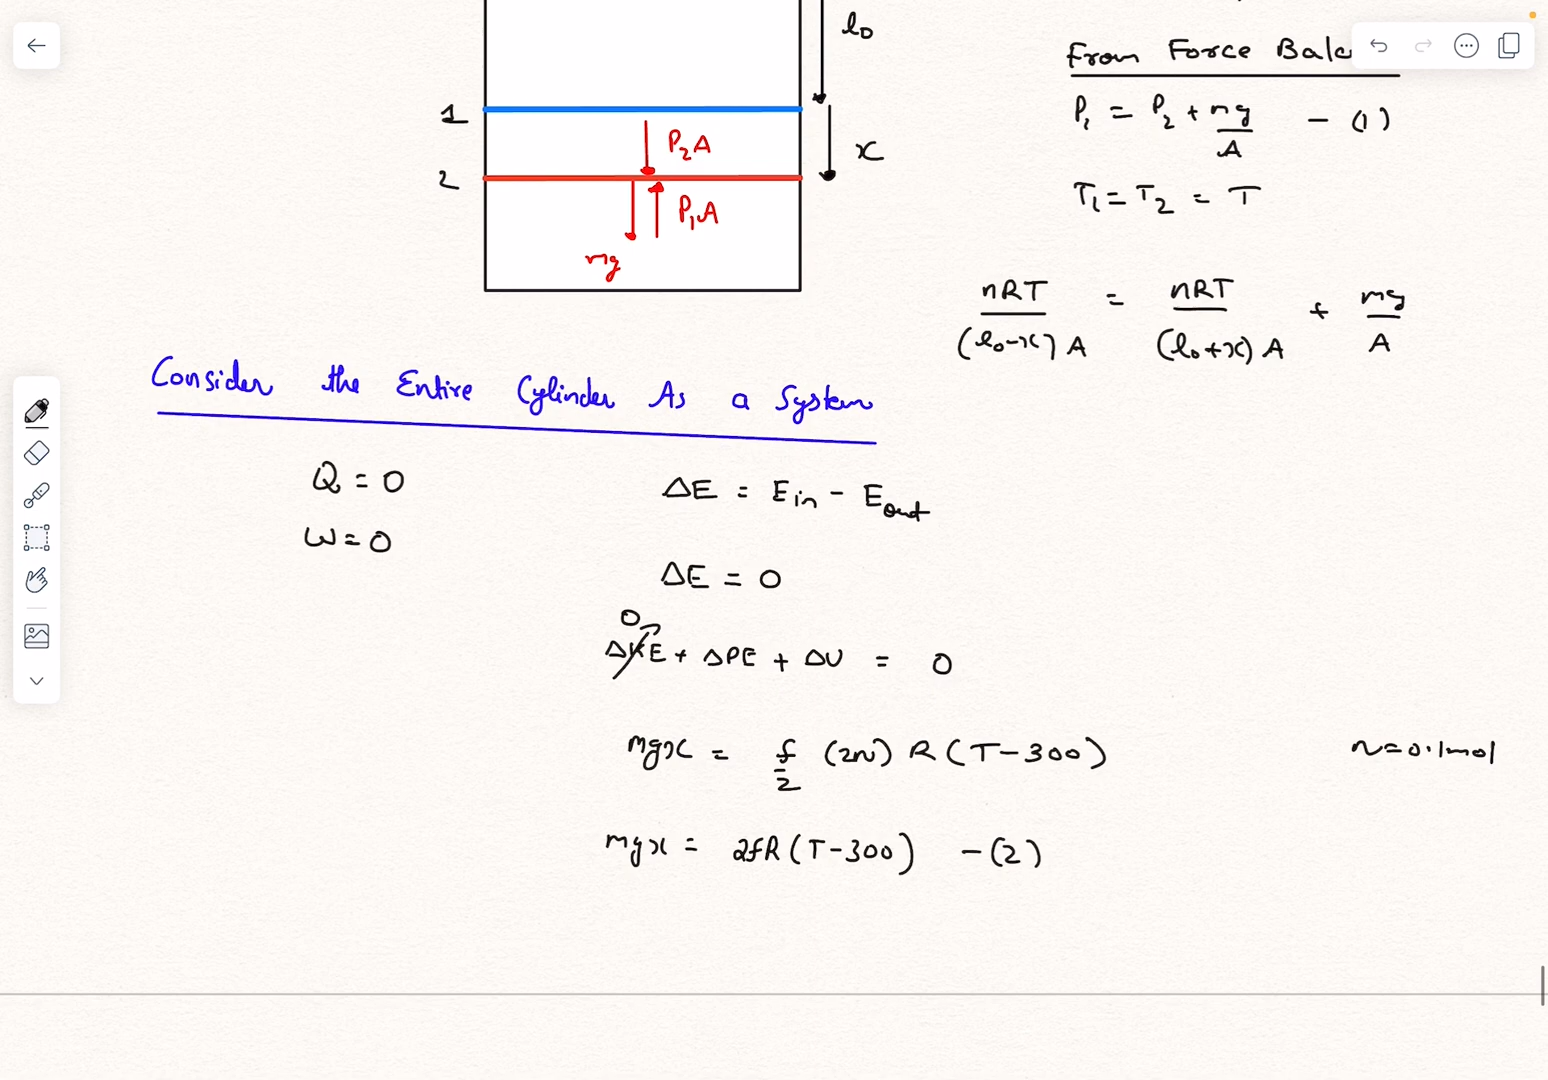 l₀
From Force Bala
1
P₂A
P₁ = P₂ + mg/A - (1)
x
2
P₁A
T₁ = T₂ = T
mg
nRT/(l₀-x)A = nRT/(l₀+x)A + mg/A
Consider the Entire Cylinder As a System
Q = 0
ΔE = Ein - Eout
W = 0
ΔE = 0
0
ΔKE + ΔPE + ΔU = 0
mgx = f/2 (2n) R (T-300)
n=0.1mol
mgx = 2fR (T-300) - (2)